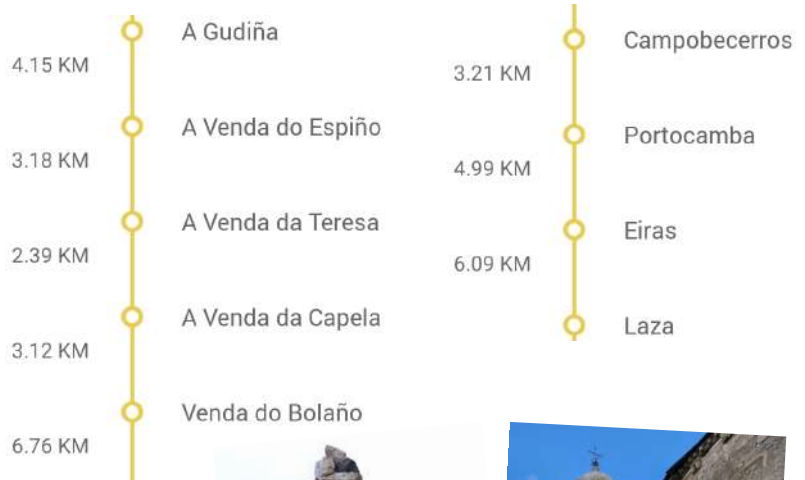 A Gudiña
4.15 KM
A Venda do Espiño
3.18 KM
A Venda da Teresa
2.39 KM
A Venda da Capela
3.12 KM
Venda do Bolaño
6.76 KM
Campobecerros
3.21 KM
Portocamba
4.99 KM
Eiras
6.09 KM
Laza